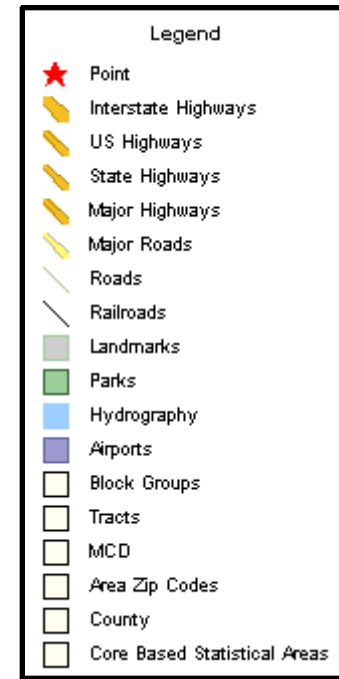 Legend
Point
Interstate Highways
US Highways
State Highways
Major Highways
Major Roads
Roads
Railroads
Landmarks
Parks
Hydrography
Airports
Block Groups
Tracts
MCD
Area Zip Codes
County
Core Based Statistical Areas